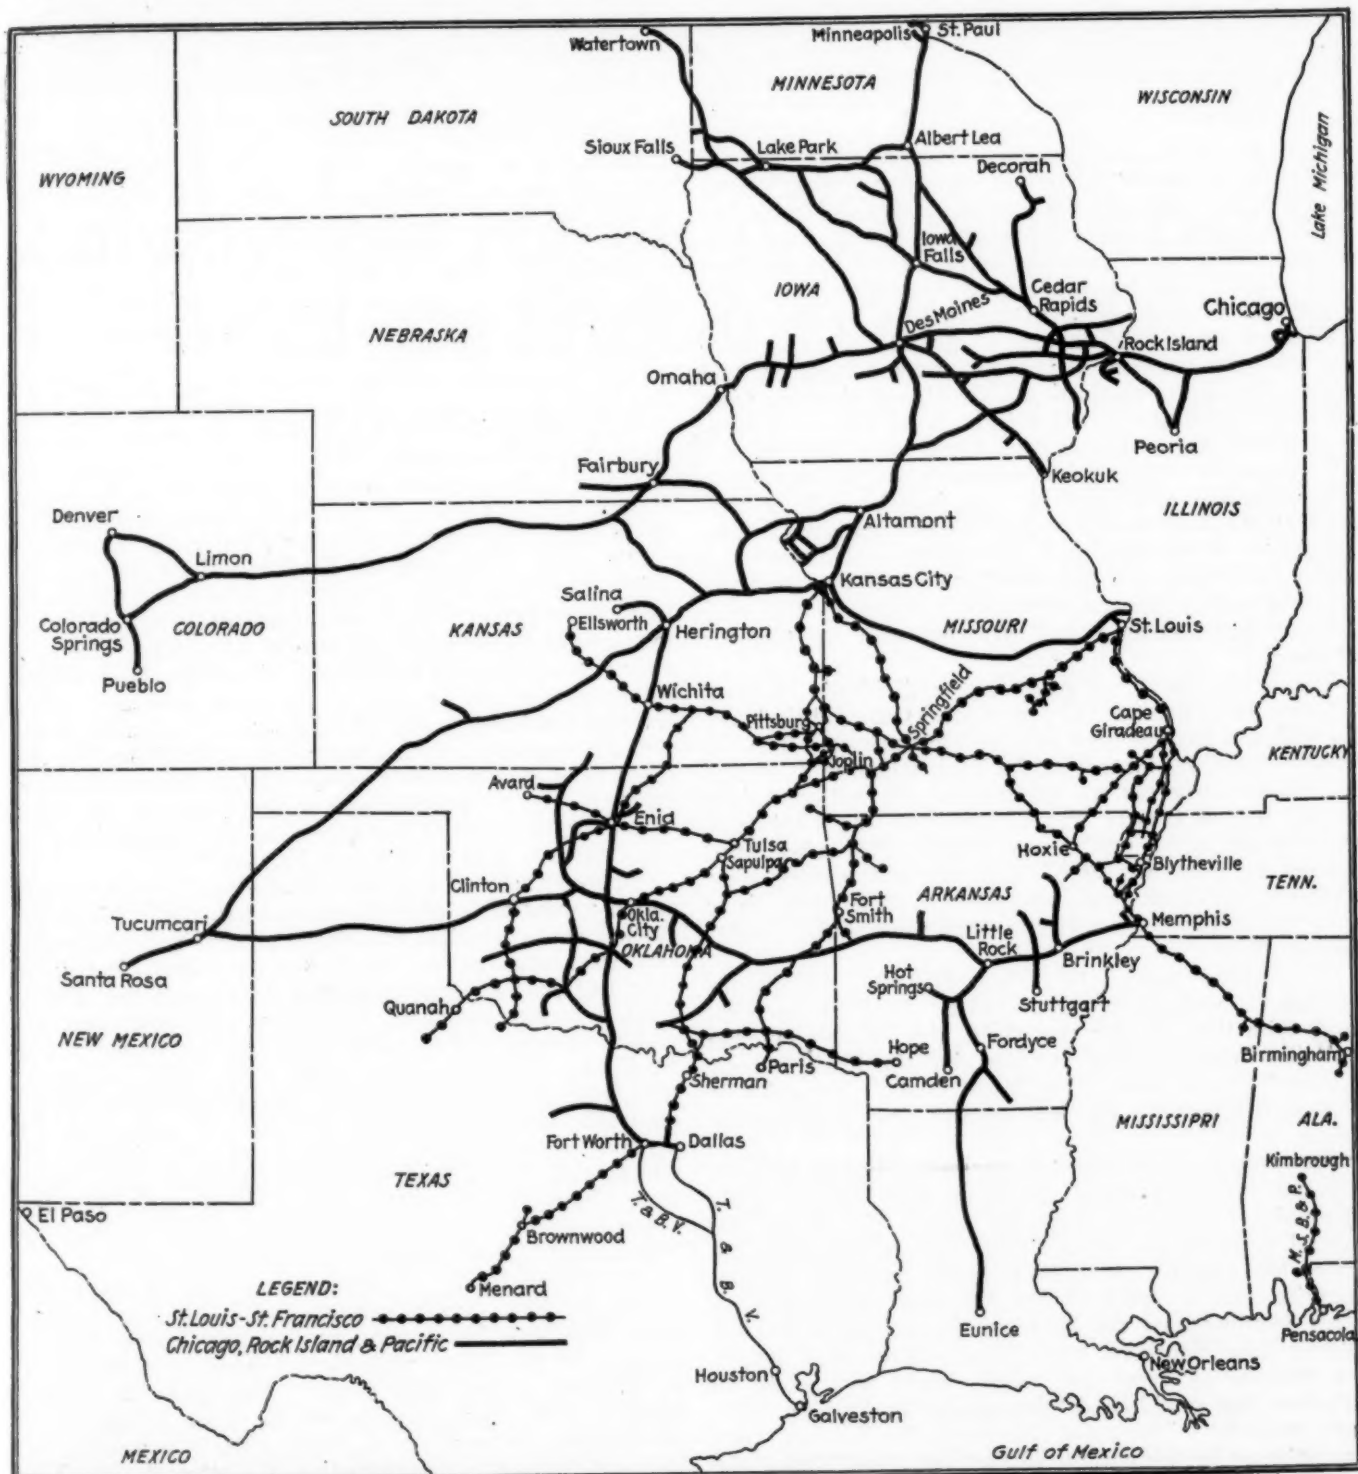 Watertown
Minneapolis
St. Paul
MINNESOTA
WISCONSIN
SOUTH DAKOTA
Lake Michigan
Sioux Falls
Lake Park
Albert Lea
Decorah
WYOMING
Iowa
Falls
IOWA
Cedar
Rapids
Chicago
Des Moines
NEBRASKA
Rock Island
Omaha
Peoria
Fairbury
Keokuk
ILLINOIS
Denver
Altamont
Limon
Kansas City
Salina
Ellsworth
Colorado
Springs
COLORADO
KANSAS
Herington
MISSOURI
St. Louis
Pueblo
Wichita
Springfield
Pittsburg
Cape
Giradeau
KENTUCKY
Joplin
Avard
Enid
Tulsa
Sapulpa
Hoxie
Blytheville
TENN.
Clinton
Okla.
City
Fort
Smith
ARKANSAS
Tucumcari
OKLAHOMA
Little
Rock
Memphis
Brinkley
Santa Rosa
Hot
Springs
Stuttgart
Quanah
NEW MEXICO
Hope
Fordyce
Birmingham
Sherman
Paris
Camden
MISSISSIPPI
ALA.
Fort Worth
Dallas
Kimbrough
TEXAS
T. & B. V.
T. & B. V.
M. S. B. & P.
El Paso
Brownwood
Menard
LEGEND:
St. Louis-St. Francisco
Chicago, Rock Island & Pacific
Eunice
Pensacola
New Orleans
Houston
Galveston
MEXICO
Gulf of Mexico